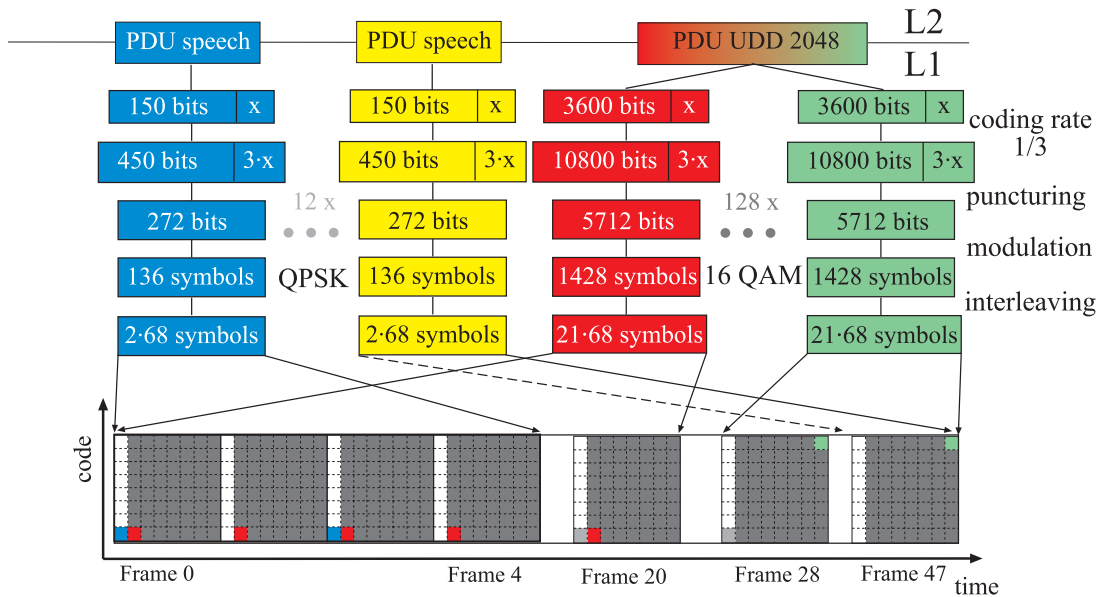 PDU speech PDU speech PDU UDD 2048 L2
L1
150 bits x 150 bits x 3600 bits x 3600 bits x
coding rate
1/3
450 bits 3·x 450 bits 3·x 10800 bits 3·x 10800 bits 3·x
12 x 128 x puncturing
272 bits 272 bits 5712 bits 5712 bits
modulation
136 symbols QPSK 136 symbols 1428 symbols 16 QAM 1428 symbols
interleaving
2·68 symbols 2·68 symbols 21·68 symbols 21·68 symbols
code
Frame 0 Frame 4 Frame 20 Frame 28 Frame 47
time